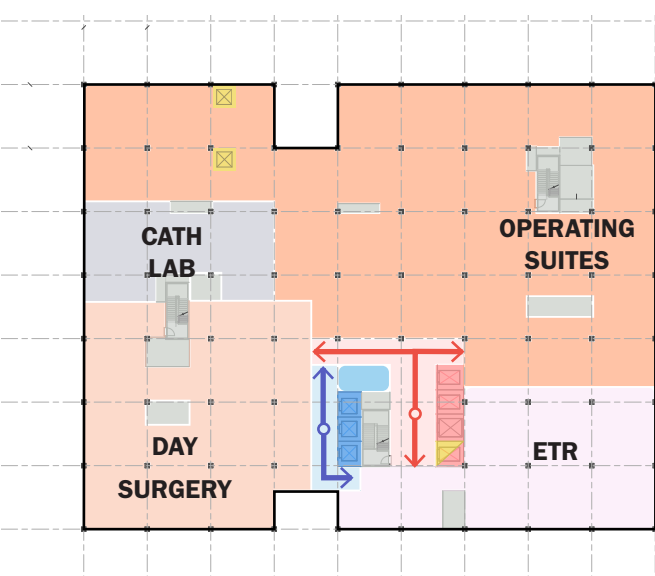 OPERATING
SUITES
CATH
LAB
DAY
SURGERY
ETR